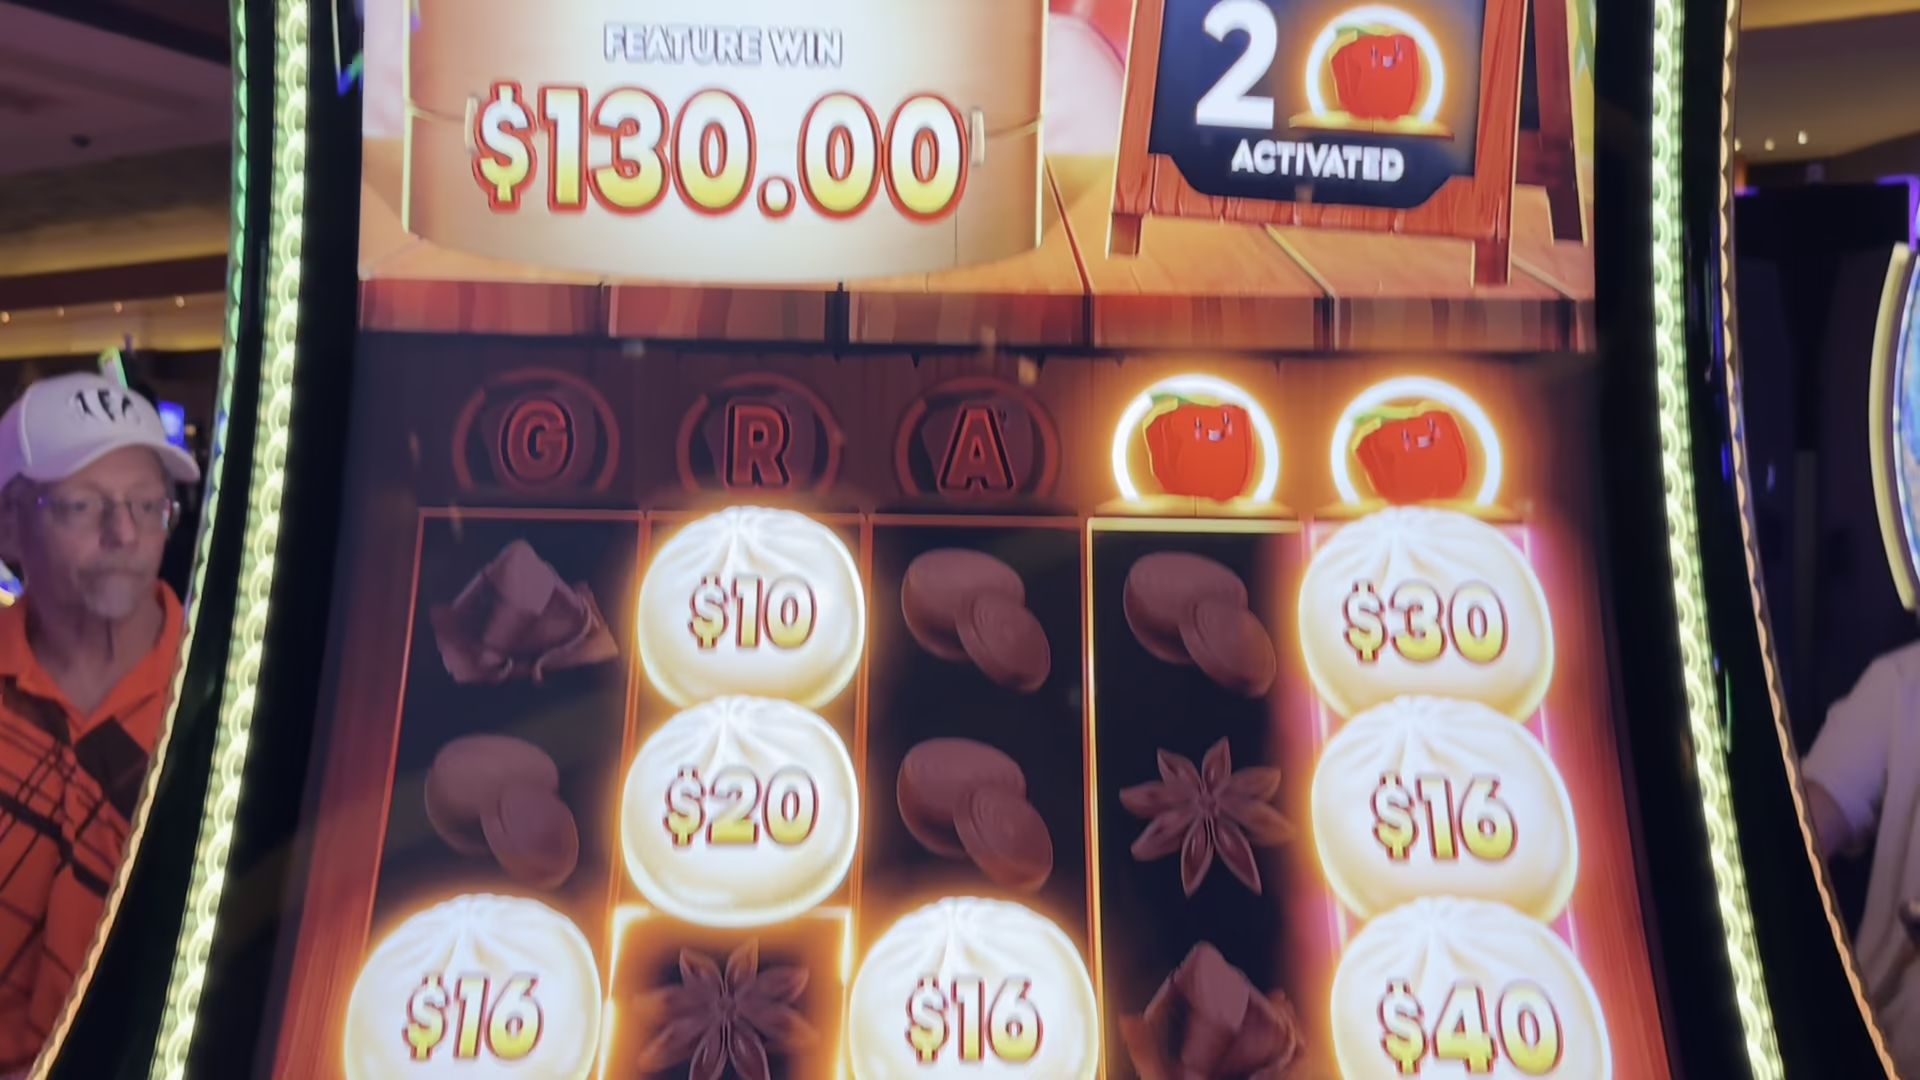 FEATURE WIN
$130.00
2
ACTIVATED
G R A
$10 $30
$20 $16
$16 $16 $40